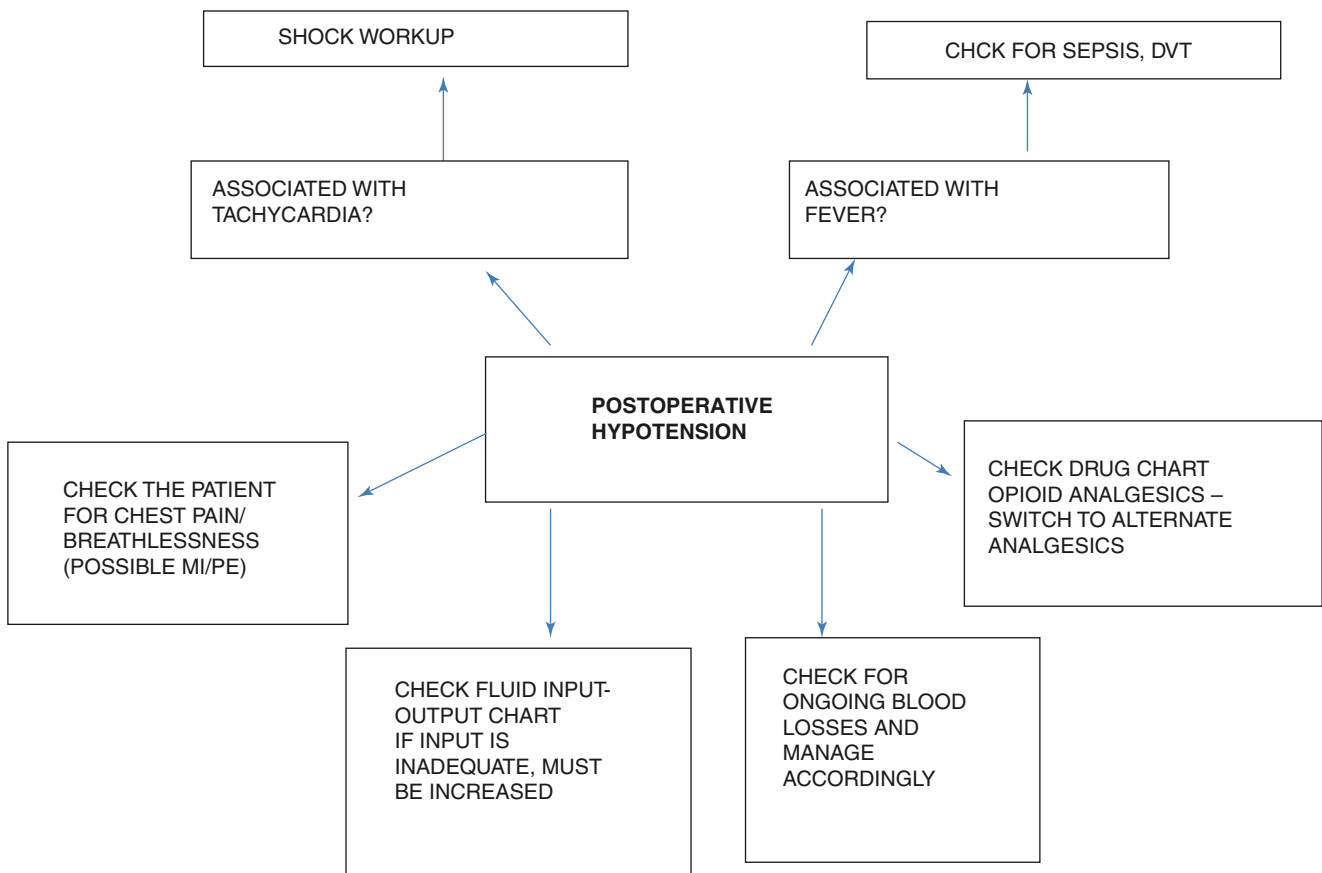 SHOCK WORKUP
CHCK FOR SEPSIS, DVT
ASSOCIATED WITH
TACHYCARDIA?
ASSOCIATED WITH
FEVER?
POSTOPERATIVE
HYPOTENSION
CHECK THE PATIENT
FOR CHEST PAIN/
BREATHLESSNESS
(POSSIBLE MI/PE)
CHECK DRUG CHART
OPIOID ANALGESICS –
SWITCH TO ALTERNATE
ANALGESICS
CHECK FLUID INPUT-
OUTPUT CHART
IF INPUT IS
INADEQUATE, MUST
BE INCREASED
CHECK FOR
ONGOING BLOOD
LOSSES AND
MANAGE
ACCORDINGLY